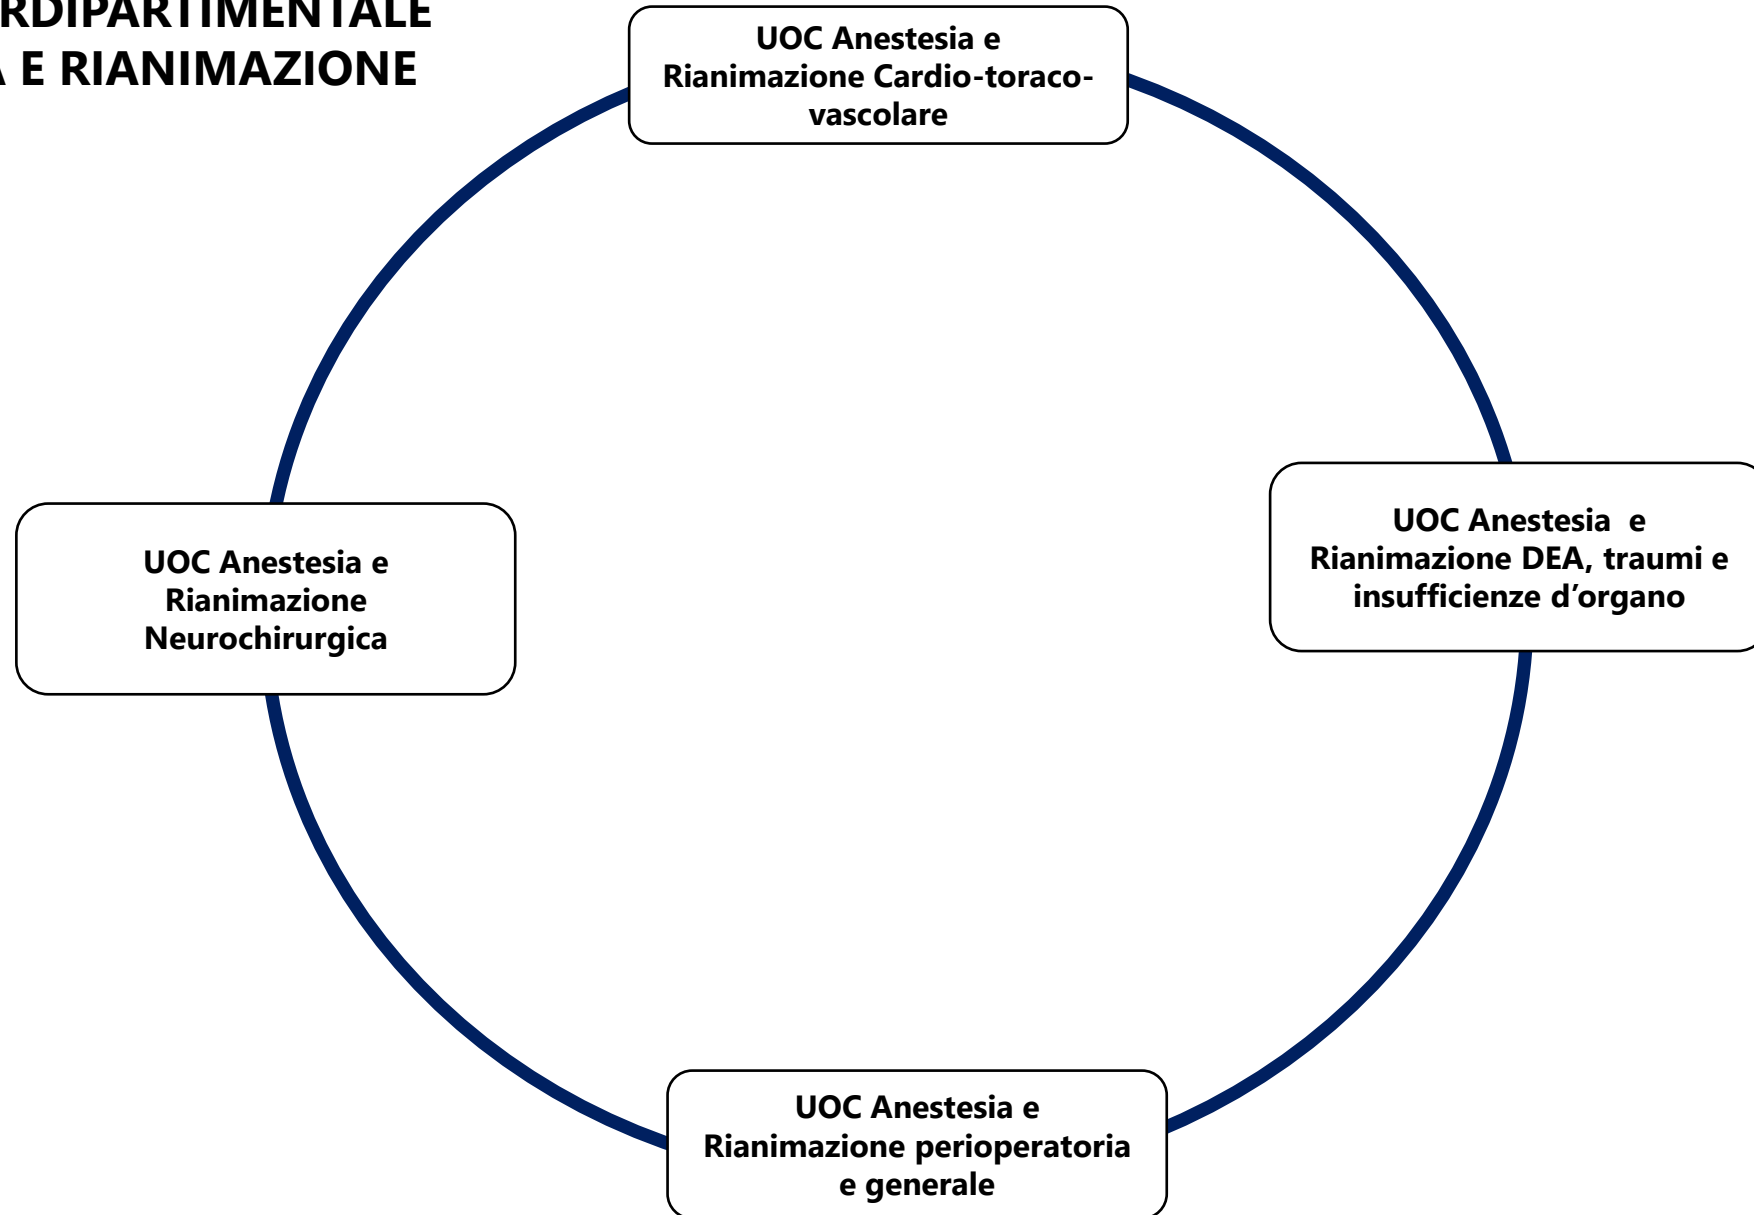 RDIPARTIMENTALE
E RIANIMAZIONE
UOC Anestesia e
Rianimazione Cardio-toraco-
vascolare
UOC Anestesia e
Rianimazione DEA, traumi e
insufficienze d’organo
UOC Anestesia e
Rianimazione
Neurochirurgica
UOC Anestesia e
Rianimazione perioperatoria
e generale